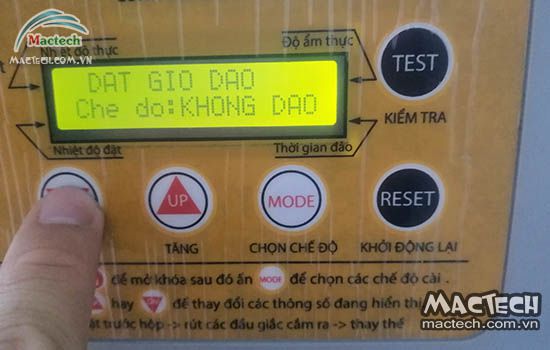 Mactech
MACTECH.COM.VN
Nhiệt độ thực
Độ ẩm thực
DAT GIO DAO
Che do:KHONG DAO
Nhiệt độ đặt
Thời gian đảo
TEST
KIỂM TRA
UP
TĂNG
MODE
CHỌN CHẾ ĐỘ
RESET
KHỞI ĐỘNG LẠI
để mở khóa sau đó ấn MODE để chọn các chế độ cài .
hay để thay đổi các thông số đang hiển thị
trước hộp -> rút các đầu giắc cắm ra -> thay thế
MACTECH
mactech.com.vn